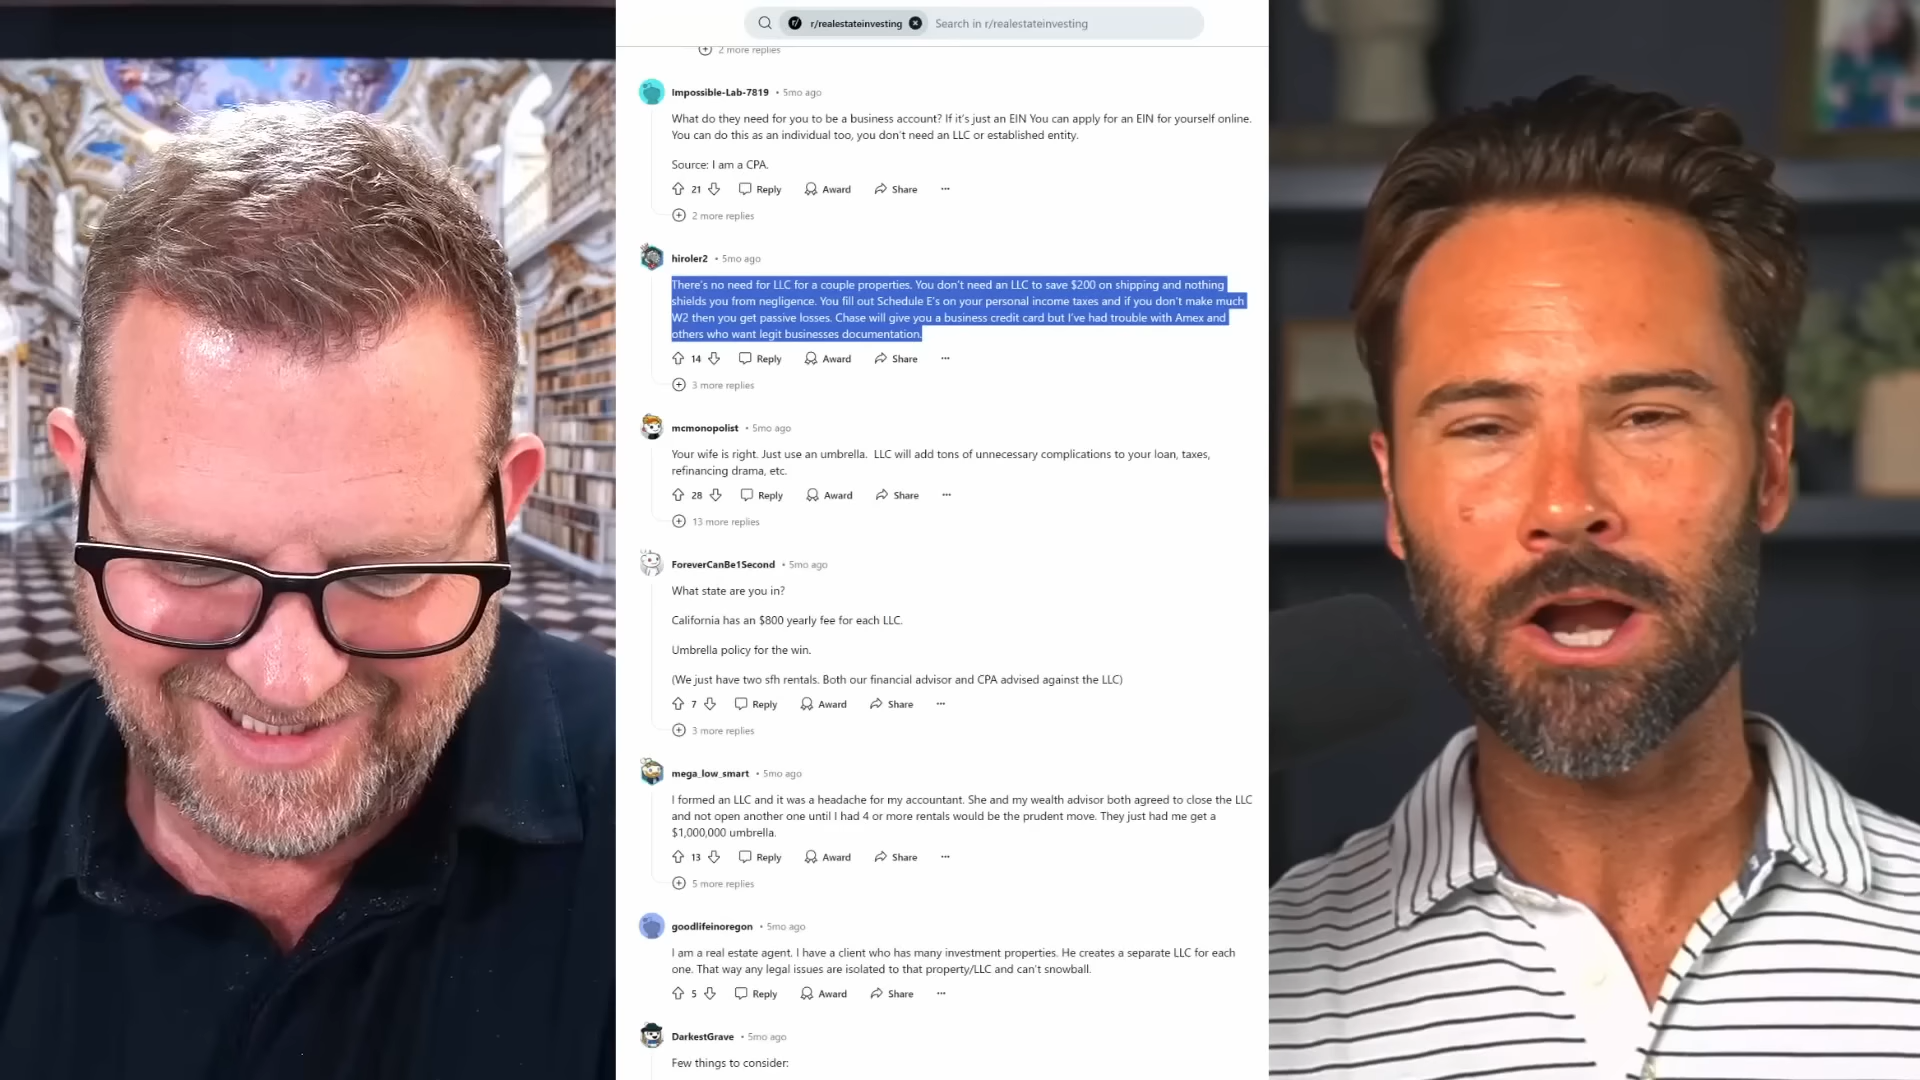 r/ r/realestateinvesting Search in r/realestateinvesting
2 more replies
Impossible-Lab-7819 • 5mo ago
What do they need for you to be a business account? If it's just an EIN You can apply for an EIN for yourself online.
You can do this as an individual too, you don't need an LLC or established entity.
Source: I am a CPA.
21 Reply Award Share ...
2 more replies
hiroler2 • 5mo ago
There's no need for LLC for a couple properties. You don't need an LLC to save $200 on shipping and nothing
shields you from negligence. You fill out Schedule E's on your personal income taxes and if you don't make much
W2 then you get passive losses. Chase will give you a business credit card but I've had trouble with Amex and
others who want legit businesses documentation.
14 Reply Award Share ...
3 more replies
mcmonopolist • 5mo ago
Your wife is right. Just use an umbrella. LLC will add tons of unnecessary complications to your loan, taxes,
refinancing drama, etc.
28 Reply Award Share ...
13 more replies
ForeverCanBe1Second • 5mo ago
What state are you in?
California has an $800 yearly fee for each LLC.
Umbrella policy for the win.
(We just have two sfh rentals. Both our financial advisor and CPA advised against the LLC)
7 Reply Award Share ...
3 more replies
mega_low_smart • 5mo ago
I formed an LLC and it was a headache for my accountant. She and my wealth advisor both agreed to close the LLC
and not open another one until I had 4 or more rentals would be the prudent move. They just had me get a
$1,000,000 umbrella.
13 Reply Award Share ...
5 more replies
goodlifeinoregon • 5mo ago
I am a real estate agent. I have a client who has many investment properties. He creates a separate LLC for each
one. That way any legal issues are isolated to that property/LLC and can't snowball.
5 Reply Award Share ...
DarkestGrave • 5mo ago
Few things to consider: